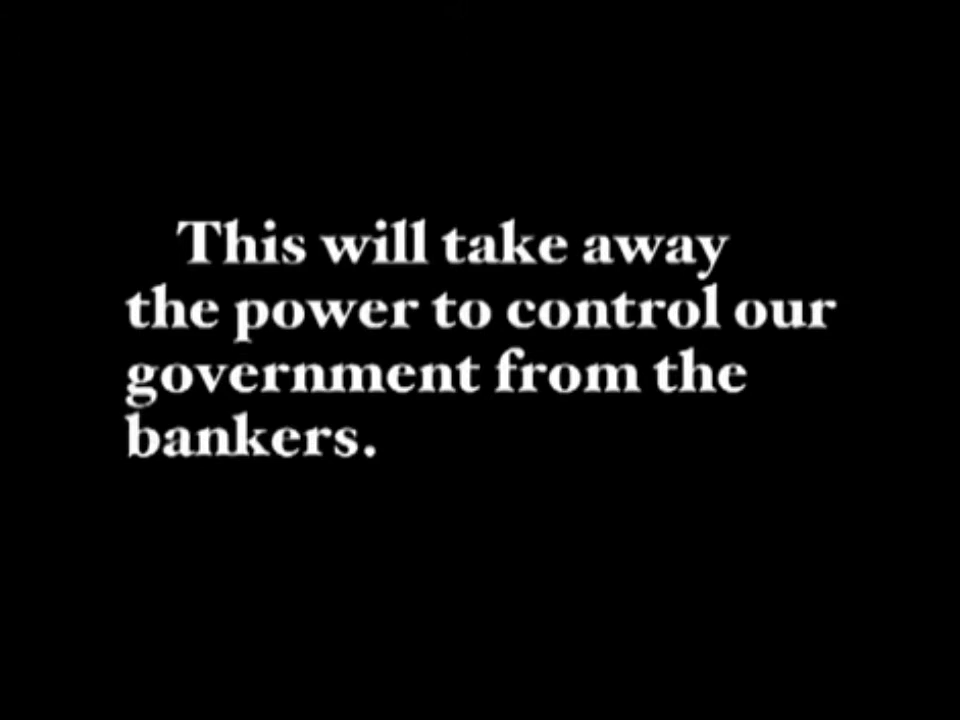 This will take away
the power to control our
government from the
bankers.